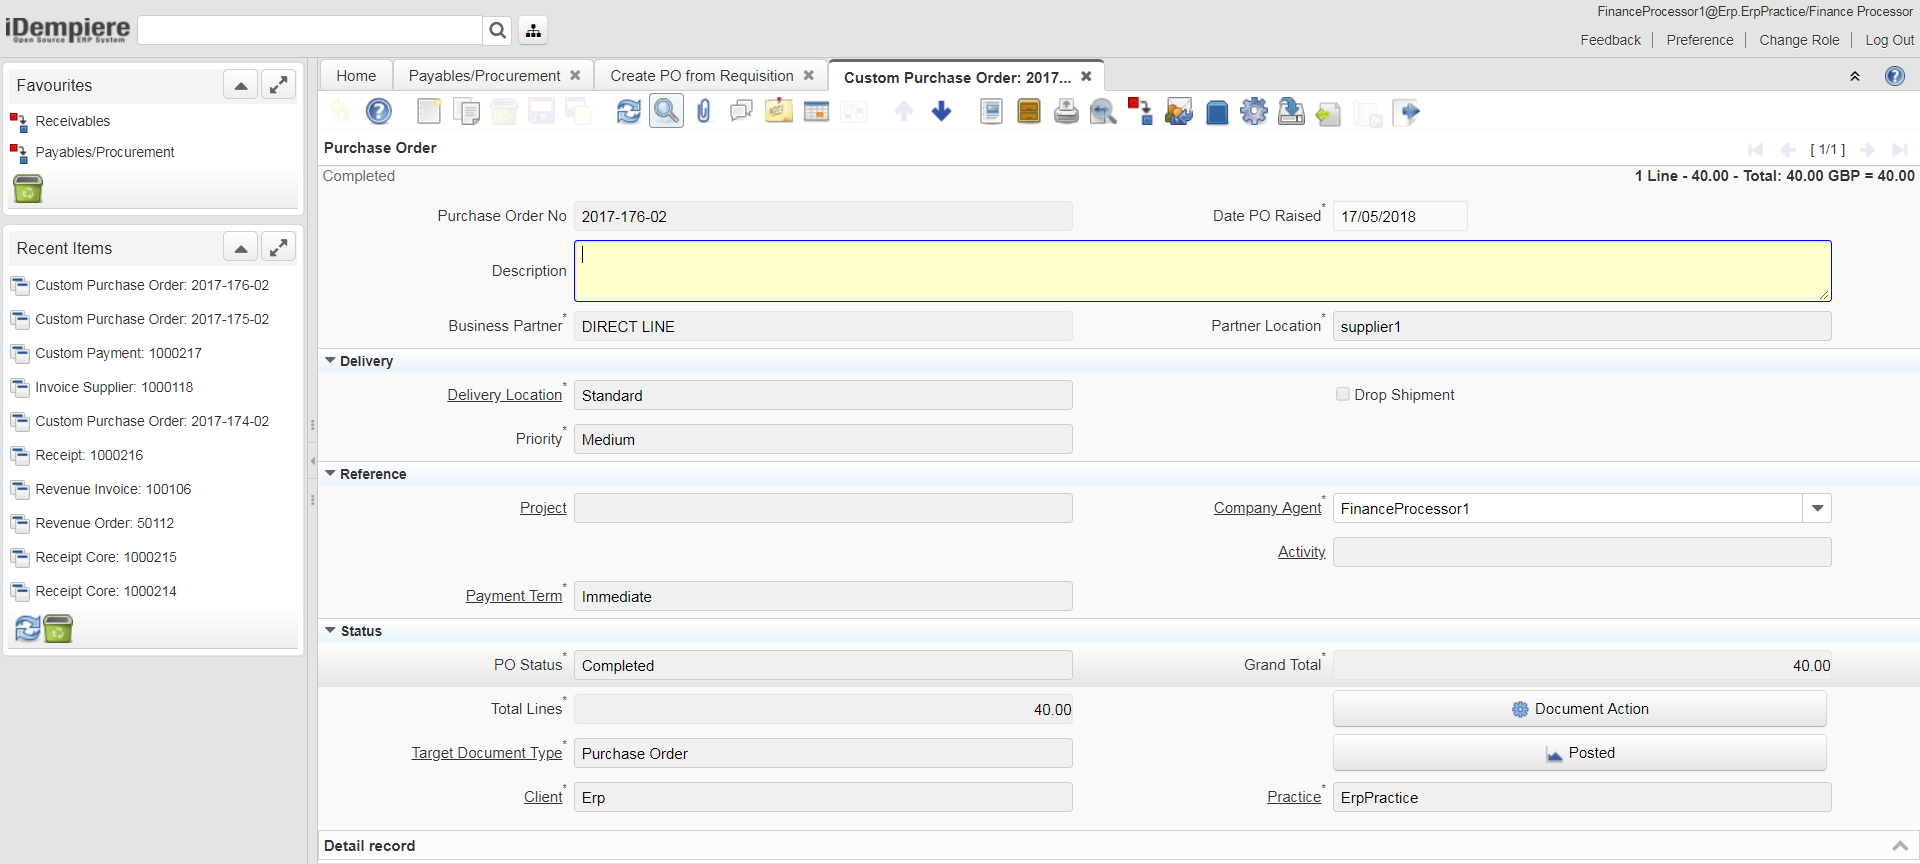 iDempiere
Open Source ERP System
FinanceProcessor1@Erp.ErpPractice/Finance Processor
Feedback Preference Change Role Log Out
Favourites
Receivables
Payables/Procurement
Recent Items
Custom Purchase Order: 2017-176-02
Custom Purchase Order: 2017-175-02
Custom Payment: 1000217
Invoice Supplier: 1000118
Custom Purchase Order: 2017-174-02
Receipt: 1000216
Revenue Invoice: 100106
Revenue Order: 50112
Receipt Core: 1000215
Receipt Core: 1000214
Home Payables/Procurement Create PO from Requisition Custom Purchase Order: 2017...
Purchase Order [ 1/1 ]
Completed 1 Line - 40.00 - Total: 40.00 GBP = 40.00
Purchase Order No 2017-176-02 Date PO Raised* 17/05/2018
Description
Business Partner* DIRECT LINE Partner Location* supplier1
Delivery
Delivery Location* Standard Drop Shipment
Priority* Medium
Reference
Project Company Agent* FinanceProcessor1
Activity
Payment Term* Immediate
Status
PO Status* Completed Grand Total* 40.00
Total Lines* 40.00 Document Action
Target Document Type* Purchase Order Posted
Client* Erp Practice* ErpPractice
Detail record